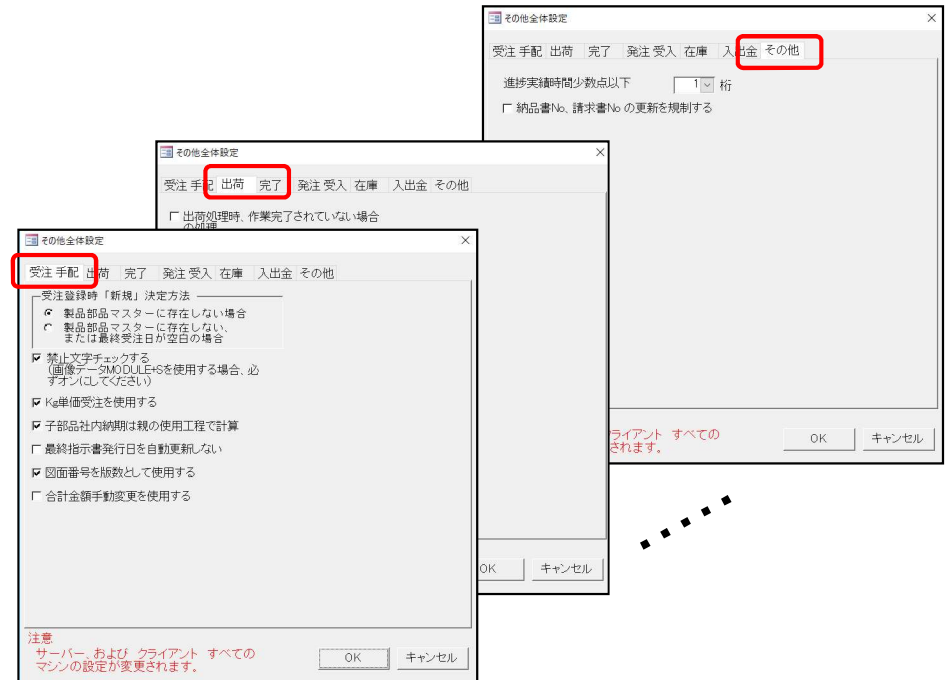 その他全体設定
受注 手配 出荷 完了 発注 受入 在庫 入出金 その他
進捗実績時間少数点以下 1 桁
納品書No、請求書No の更新を規制する
ライアント すべての
されます。
OK キャンセル
その他全体設定
受注 手配 出荷 完了 発注 受入 在庫 入出金 その他
出荷処理時、作業完了されていない場合
の処理
OK キャンセル
その他全体設定
受注 手配 出荷 完了 発注 受入 在庫 入出金 その他
受注登録時「新規」決定方法
製品部品マスターに存在しない場合
製品部品マスターに存在しない、
または最終受注日が空白の場合
禁止文字チェックする
(画像データMODULE+Sを使用する場合、必
ずオンにしてください)
Kg単価受注を使用する
子部品社内納期は親の使用工程で計算
最終指示書発行日を自動更新しない
図面番号を版数として使用する
合計金額手動変更を使用する
注意
サーバー、および クライアント すべての
マシンの設定が変更されます。
OK キャンセル